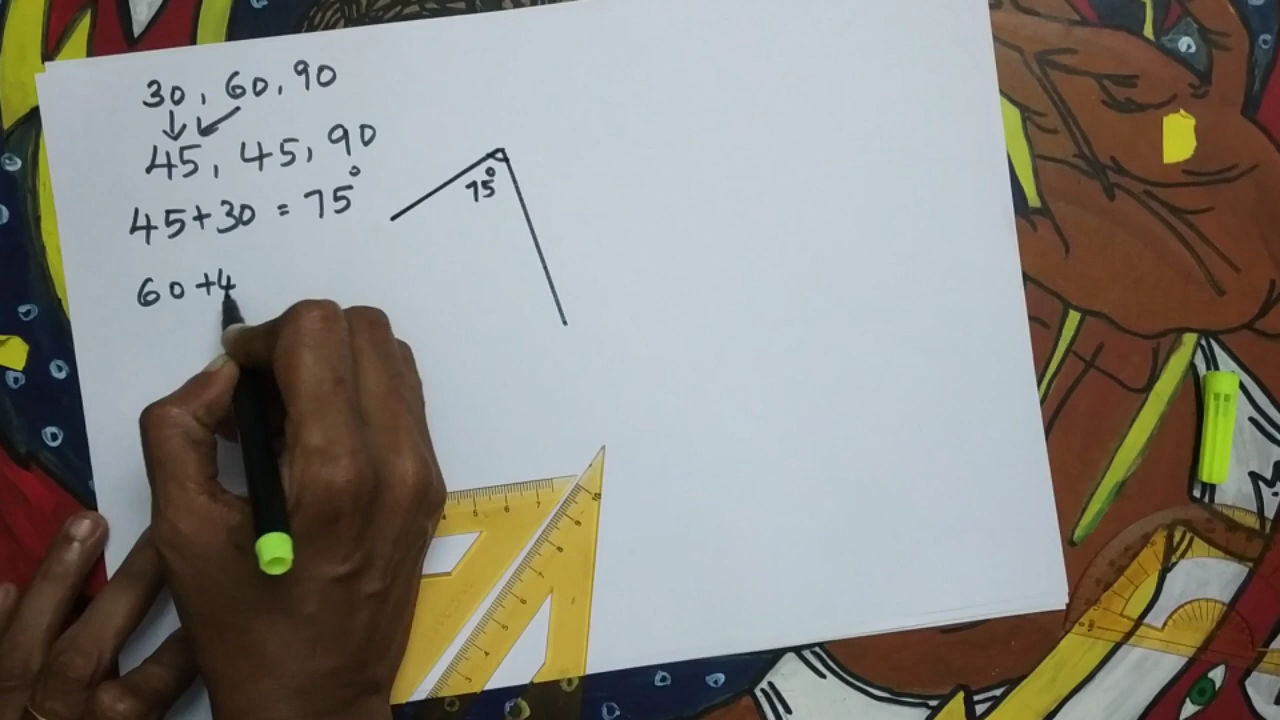 30, 60, 90
45, 45, 90
45+30 = 75°
75°
60+4